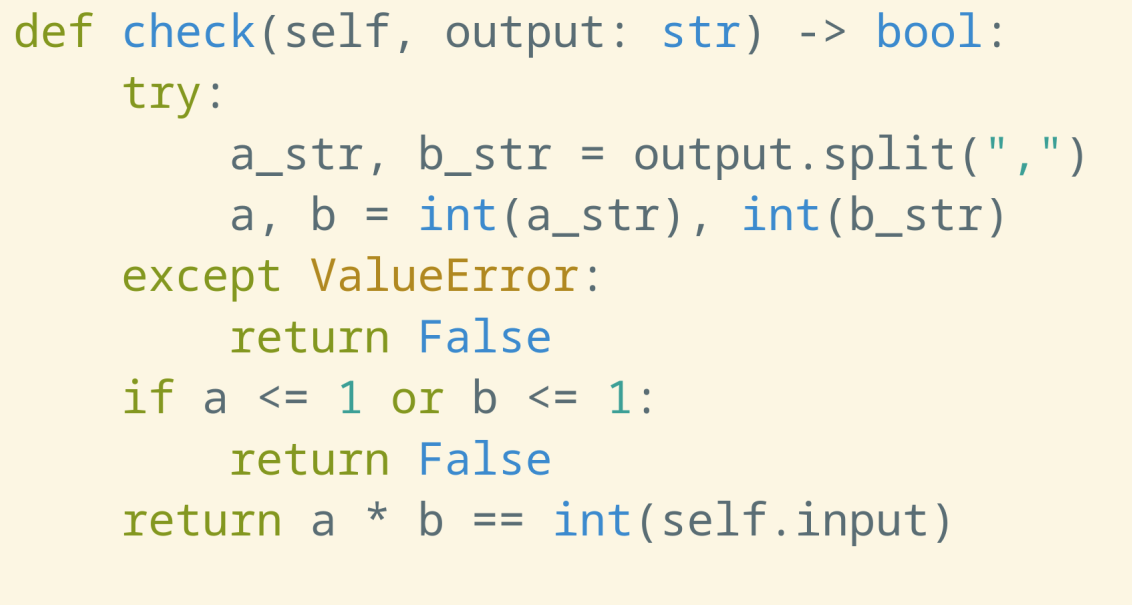 def check(self, output: str) -> bool:
    try:
        a_str, b_str = output.split(",")
        a, b = int(a_str), int(b_str)
    except ValueError:
        return False
    if a <= 1 or b <= 1:
        return False
    return a * b == int(self.input)